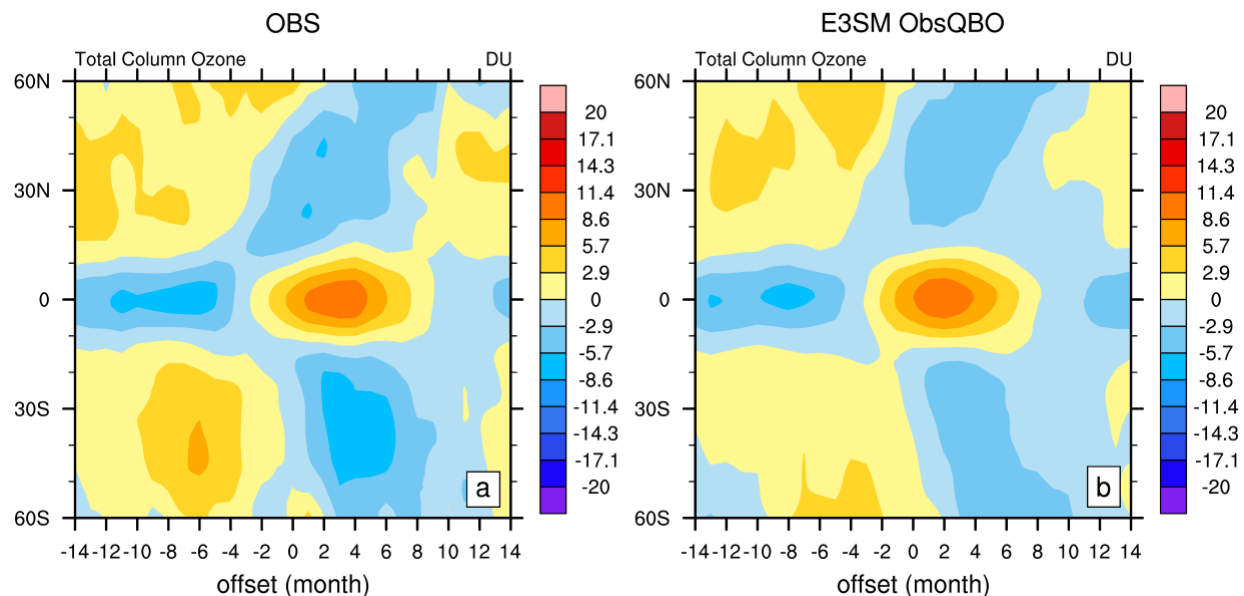 OBS
Total Column Ozone DU
60N
30N
0
30S
60S
-14 -12 -10 -8 -6 -4 -2 0 2 4 6 8 10 12 14
offset (month)
a
20
17.1
14.3
11.4
8.6
5.7
2.9
0
-2.9
-5.7
-8.6
-11.4
-14.3
-17.1
-20
E3SM ObsQBO
Total Column Ozone DU
60N
30N
0
30S
60S
-14 -12 -10 -8 -6 -4 -2 0 2 4 6 8 10 12 14
offset (month)
b
20
17.1
14.3
11.4
8.6
5.7
2.9
0
-2.9
-5.7
-8.6
-11.4
-14.3
-17.1
-20